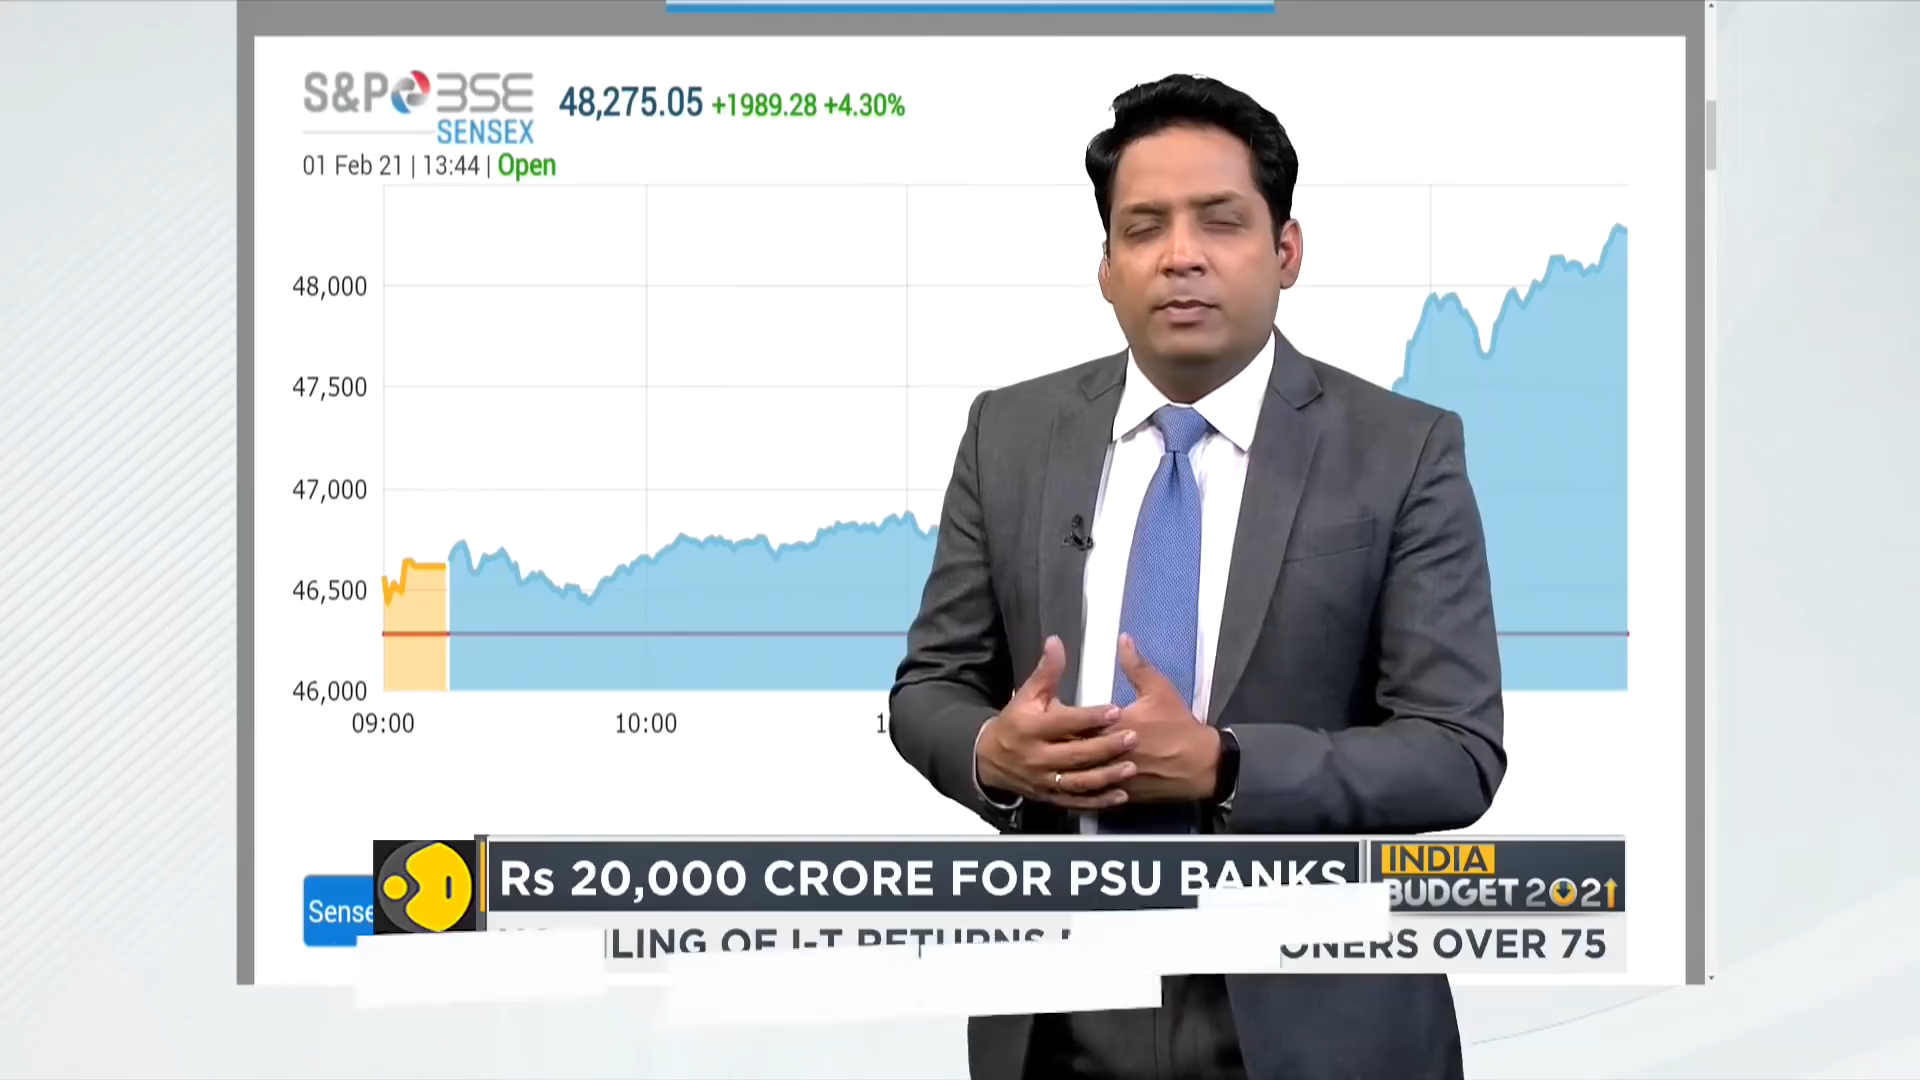 S&P BSE
SENSEX
48,275.05 +1989.28 +4.30%
01 Feb 21 | 13:44 | Open
48,000
47,500
47,000
46,500
46,000
09:00 10:00
Rs 20,000 CRORE FOR PSU BANKS
INDIA
BUDGET 2021
OF I-T RETURNS OVER 75